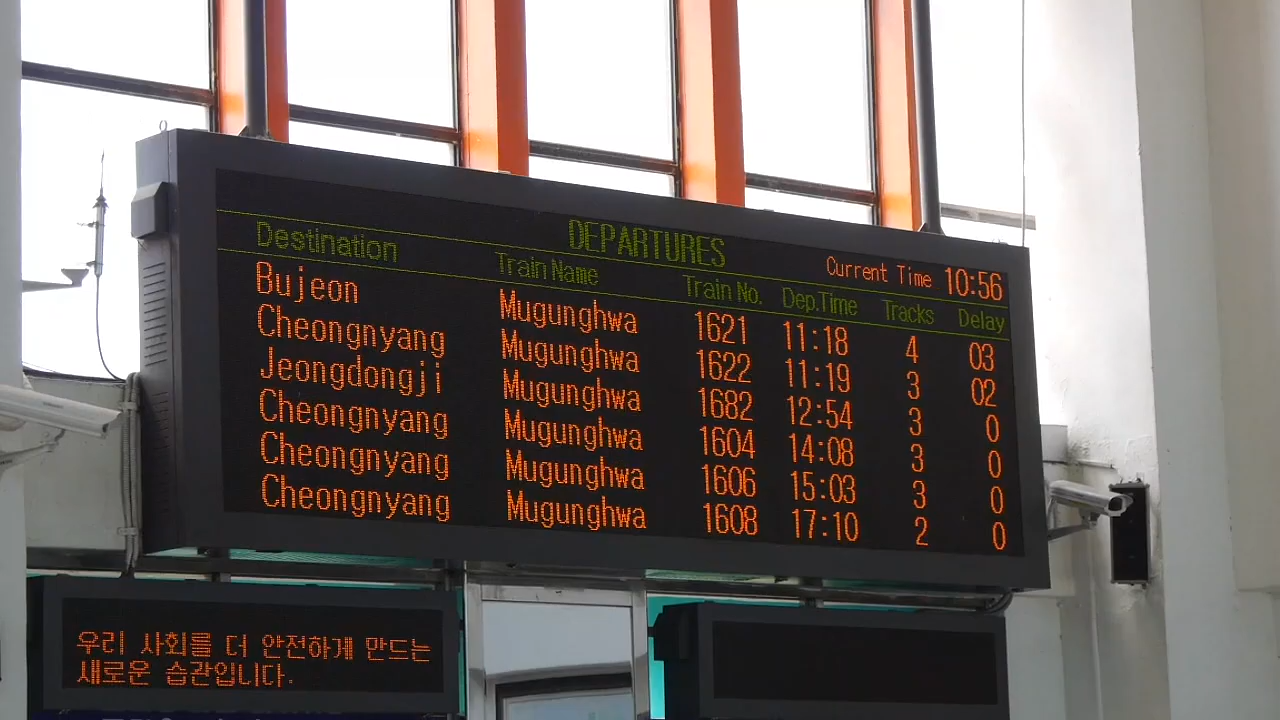 DEPARTURES
Current Time 10:56
Destination Train Name Train No. Dep.Time Tracks Delay
Bujeon Mugunghwa 1621 11:18 4 03
Cheongnyang Mugunghwa 1622 11:19 3 02
Jeongdongji Mugunghwa 1682 12:54 3 0
Cheongnyang Mugunghwa 1604 14:08 3 0
Cheongnyang Mugunghwa 1606 15:03 3 0
Cheongnyang Mugunghwa 1608 17:10 2 0
우리 사회를 더 안전하게 만드는
새로운 습관입니다.